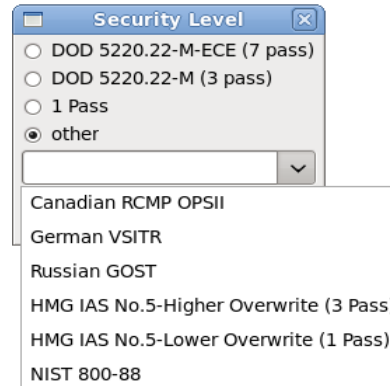 Security Level
DOD 5220.22-M-ECE (7 pass)
DOD 5220.22-M (3 pass)
1 Pass
other
Canadian RCMP OPSII
German VSITR
Russian GOST
HMG IAS No.5-Higher Overwrite (3 Pass
HMG IAS No.5-Lower Overwrite (1 Pass)
NIST 800-88